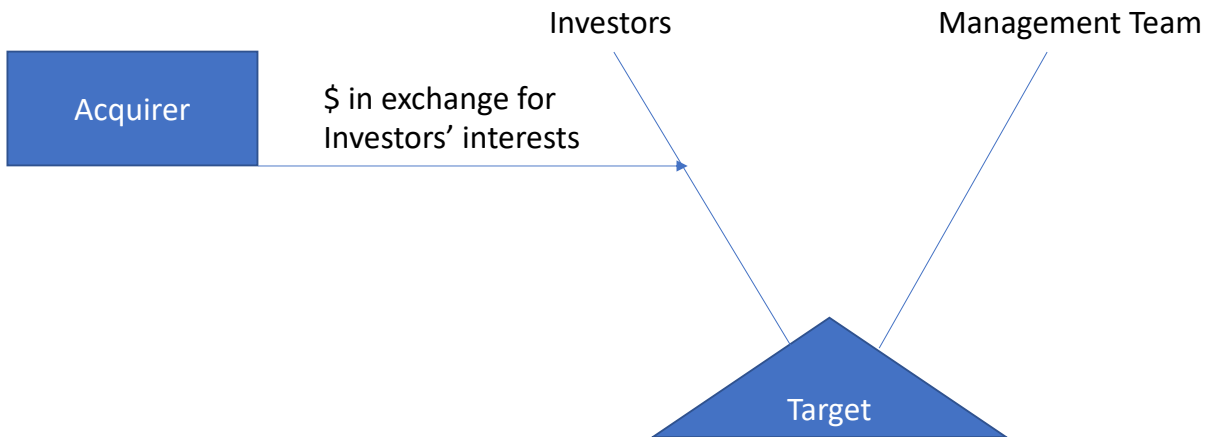 Investors
Management Team
Acquirer
$ in exchange for
Investors’ interests
Target